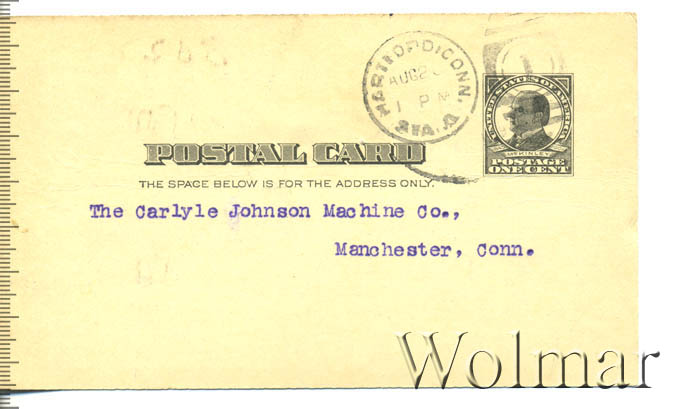 HARTFORD, CONN.
AUG 2
1 P M
STA. A
UNITED STATES OF AMERICA
McKINLEY
POSTAGE
ONE CENT
POSTAL CARD
THE SPACE BELOW IS FOR THE ADDRESS ONLY.
The Carlyle Johnson Machine Co.,
Manchester, Conn.
Wolmar